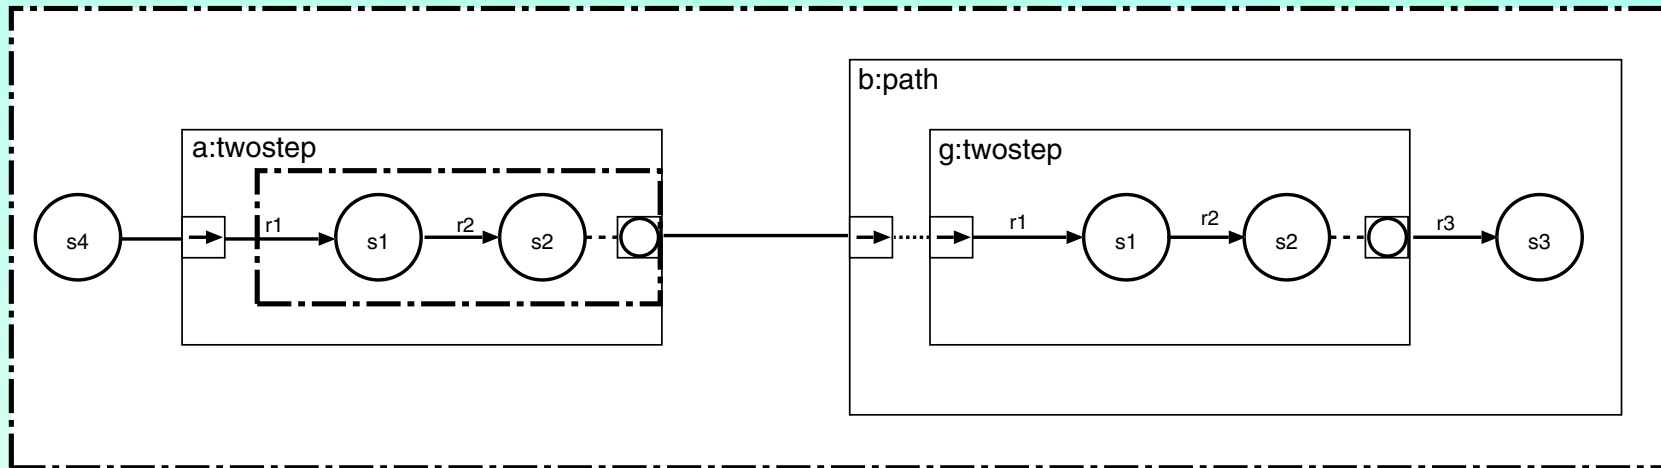 b:path
a:twostep
g:twostep
s4
r1
s1
r2
s2
r1
s1
r2
s2
r3
s3